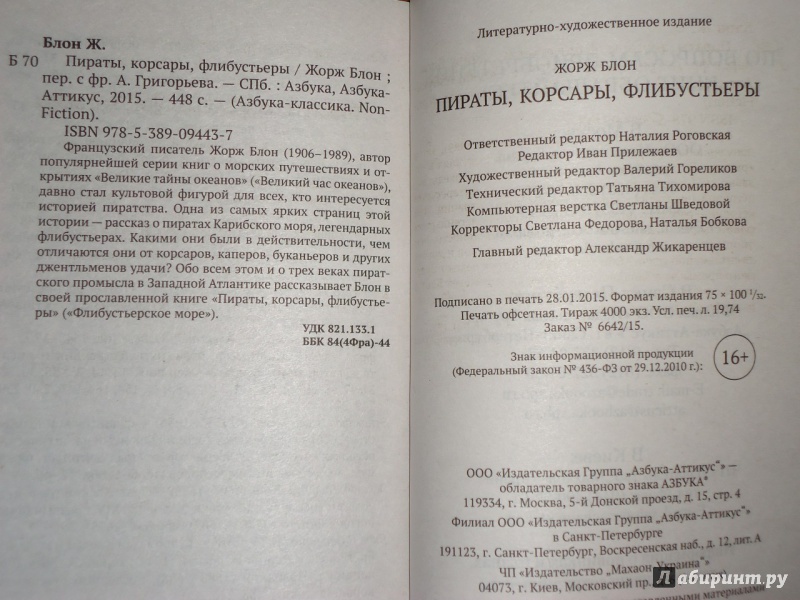 Блон Ж.
Б 70 Пираты, корсары, флибустьеры / Жорж Блон ;
пер. с фр. А. Григорьева. — СПб. : Азбука, Азбука-
Аттикус, 2015. — 448 с. — (Азбука-классика. Non-
Fiction).
ISBN 978-5-389-09443-7
Французский писатель Жорж Блон (1906–1989), автор
популярнейшей серии книг о морских путешествиях и от-
крытиях «Великие тайны океанов» («Великий час океанов»),
давно стал культовой фигурой для всех, кто интересуется
историей пиратства. Одна из самых ярких страниц этой
истории — рассказ о пиратах Карибского моря, легендарных
флибустьерах. Какими они были в действительности, чем
отличаются они от корсаров, каперов, буканьеров и других
джентльменов удачи? Обо всем этом и о трех веках пират-
ского промысла в Западной Атлантике рассказывает Блон в
своей прославленной книге «Пираты, корсары, флибустье-
ры» («Флибустьерское море»).
УДК 821.133.1
ББК 84(4Фра)-44
Литературно-художественное издание
ЖОРЖ БЛОН
ПИРАТЫ, КОРСАРЫ, ФЛИБУСТЬЕРЫ
Ответственный редактор Наталия Роговская
Редактор Иван Прилежаев
Художественный редактор Валерий Гореликов
Технический редактор Татьяна Тихомирова
Компьютерная верстка Светланы Шведовой
Корректоры Светлана Федорова, Наталья Бобкова
Главный редактор Александр Жикаренцев
Подписано в печать 28.01.2015. Формат издания 75 × 100 1/32.
Печать офсетная. Тираж 4000 экз. Усл. печ. л. 19,74
Заказ № 6642/15.
Знак информационной продукции
(Федеральный закон № 436-ФЗ от 29.12.2010 г.):
16+
ООО «Издательская Группа „Азбука-Аттикус“» —
обладатель товарного знака АЗБУКА®
119334, г. Москва, 5-й Донской проезд, д. 15, стр. 4
Филиал ООО «Издательская Группа „Азбука-Аттикус“»
в Санкт-Петербурге
191123, г. Санкт-Петербург, Воскресенская наб., д. 12, лит. А
ЧП «Издательство „Махаон-Украина“»
04073, г. Киев, Московский пр.
материалами
Лабиринт.ру